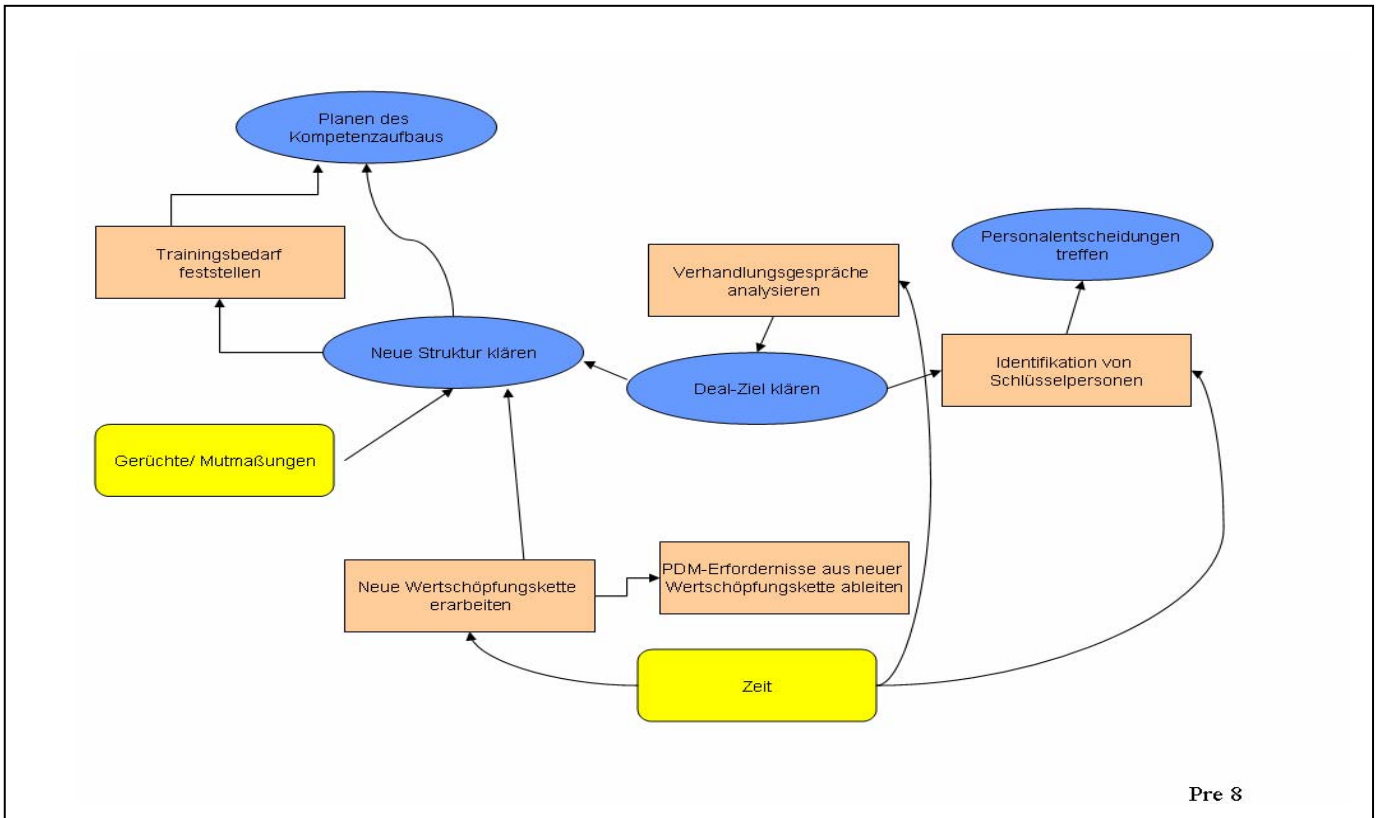 Planen des
Kompetenzaufbaus
Trainingsbedarf
feststellen
Verhandlungsgespräche
analysieren
Personalentscheidungen
treffen
Neue Struktur klären
Deal-Ziel klären
Identifikation von
Schlüsselpersonen
Gerüchte/ Mutmaßungen
Neue Wertschöpfungskette
erarbeiten
PDM-Erfordernisse aus neuer
Wertschöpfungskette ableiten
Zeit
Pre 8